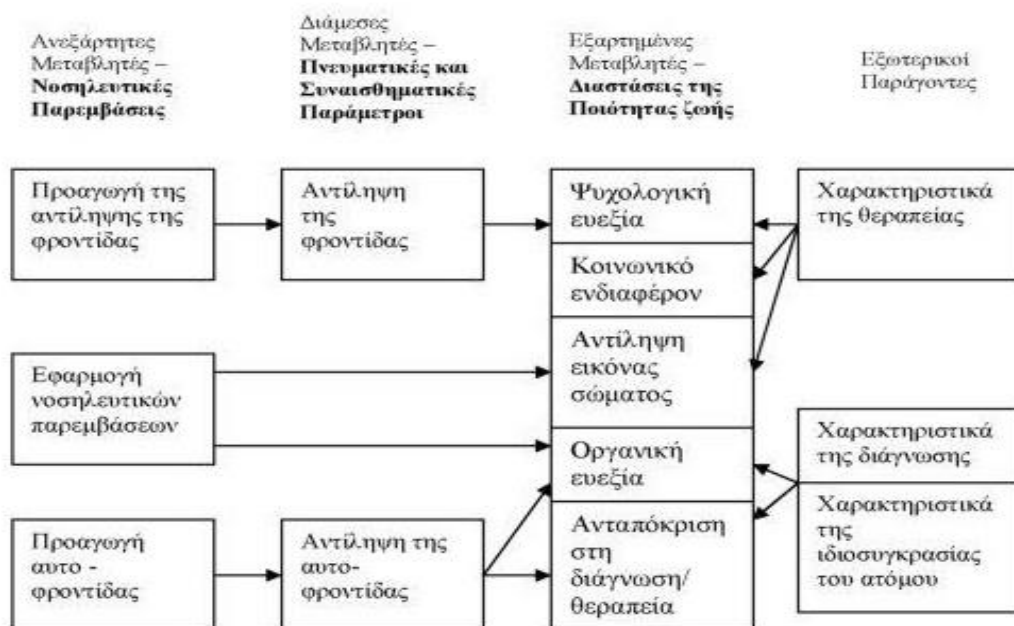 Ανεξάρτητες
Μεταβλητές –
Νοσηλευτικές
Παρεμβάσεις
Διάμεσες
Μεταβλητές –
Πνευματικές και
Συναισθηματικές
Παράμετροι
Εξαρτημένες
Μεταβλητές –
Διαστάσεις της
Ποιότητας ζωής
Εξωτερικοί
Παράγοντες
Προαγωγή της
αντίληψης της
φροντίδας
Αντίληψη
της
φροντίδας
Ψυχολογική
ευεξία
Χαρακτηριστικά
της θεραπείας
Κοινωνικό
ενδιαφέρον
Εφαρμογή
νοσηλευτικών
παρεμβάσεων
Αντίληψη
εικόνας
σώματος
Οργανική
ευεξία
Χαρακτηριστικά
της διάγνωσης
Προαγωγή
αυτο -
φροντίδας
Αντίληψη της
αυτο-
φροντίδας
Ανταπόκριση
στη
διάγνωση/
θεραπεία
Χαρακτηριστικά
της
ιδιοσυγκρασίας
του ατόμου